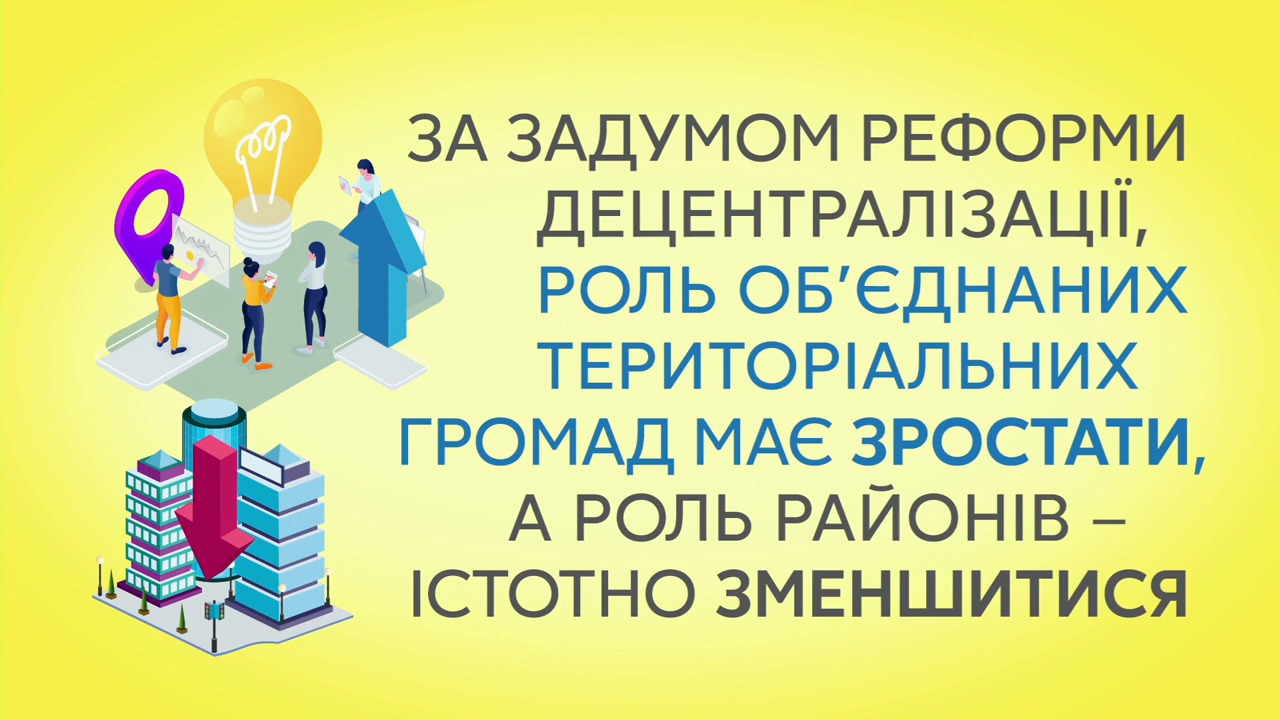 ЗА ЗАДУМОМ РЕФОРМИ
ДЕЦЕНТРАЛІЗАЦІЇ,
РОЛЬ ОБ’ЄДНАНИХ
ТЕРИТОРІАЛЬНИХ
ГРОМАД МАЄ ЗРОСТАТИ,
А РОЛЬ РАЙОНІВ –
ІСТОТНО ЗМЕНШИТИСЯ